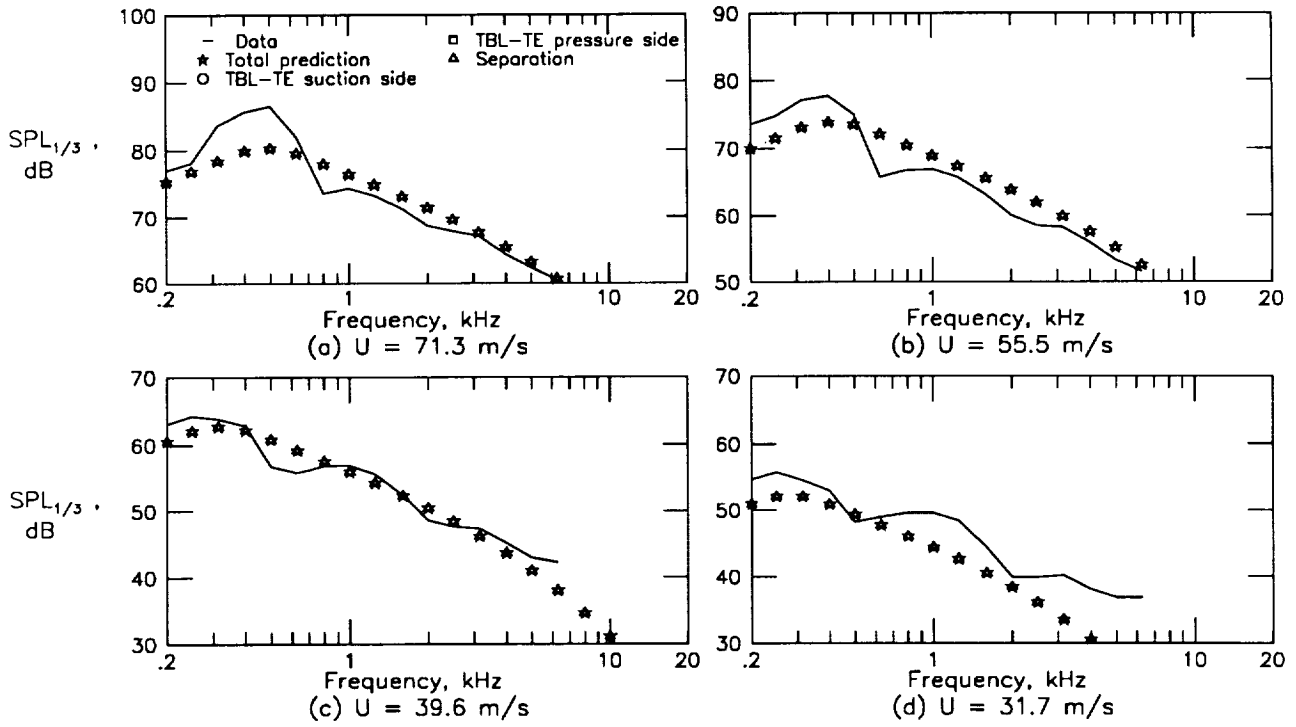 100
90
80
70
60
SPL1/3 ,
dB
— Data
☆ Total prediction
○ TBL–TE suction side
□ TBL–TE pressure side
△ Separation
.2 1 10 20
Frequency, kHz
(a) U = 71.3 m/s
90
80
70
60
50
.2 1 10 20
Frequency, kHz
(b) U = 55.5 m/s
70
60
50
40
30
SPL1/3 ,
dB
.2 1 10 20
Frequency, kHz
(c) U = 39.6 m/s
70
60
50
40
30
.2 1 10 20
Frequency, kHz
(d) U = 31.7 m/s